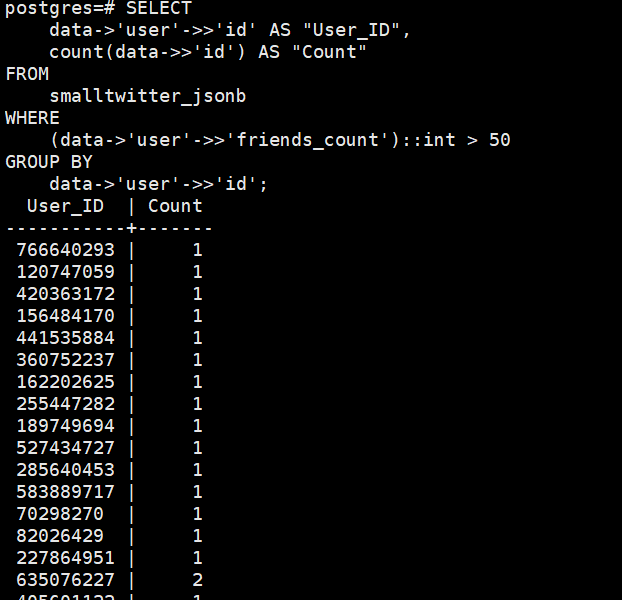 postgres=# SELECT
    data->'user'->>'id' AS "User_ID",
    count(data->>'id') AS "Count"
FROM
    smalltwitter_jsonb
WHERE
    (data->'user'->>'friends_count')::int > 50
GROUP BY
    data->'user'->>'id';
  User_ID  | Count
-----------+-------
 766640293 |     1
 120747059 |     1
 420363172 |     1
 156484170 |     1
 441535884 |     1
 360752237 |     1
 162202625 |     1
 255447282 |     1
 189749694 |     1
 527434727 |     1
 285640453 |     1
 583889717 |     1
 70298270  |     1
 82026429  |     1
 227864951 |     1
 635076227 |     2